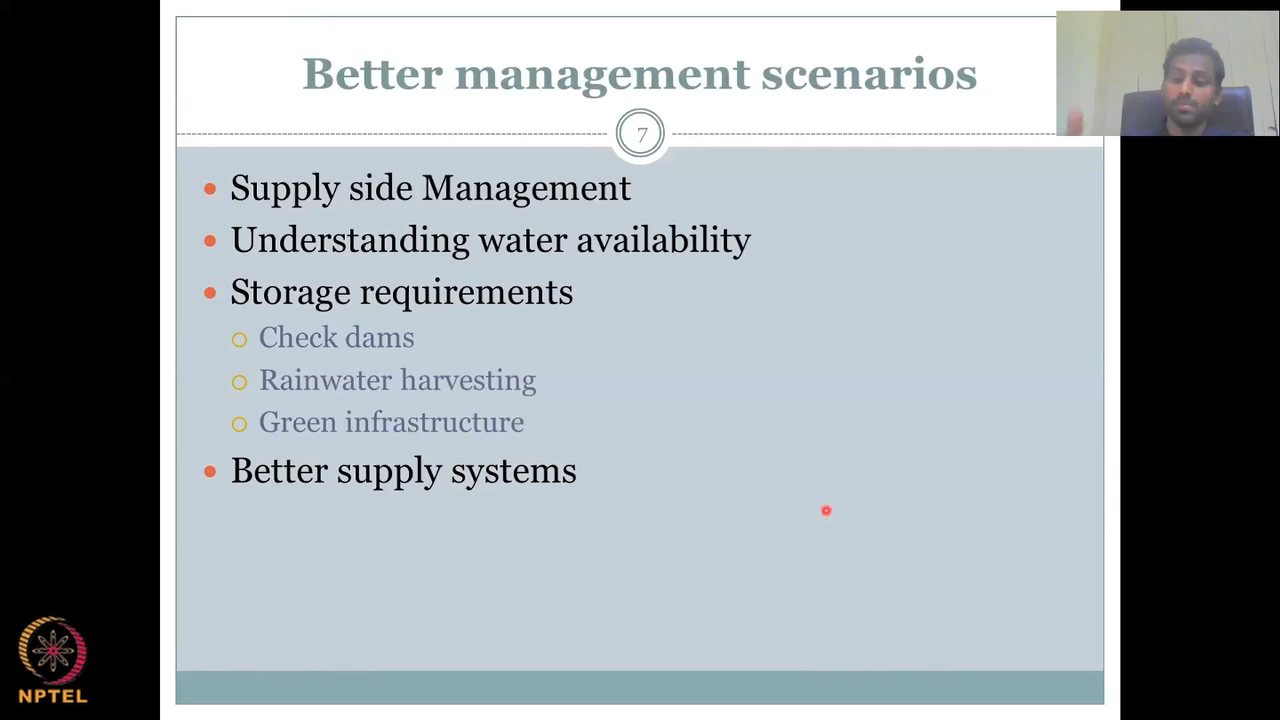 Better management scenarios
7
Supply side Management
Understanding water availability
Storage requirements
Check dams
Rainwater harvesting
Green infrastructure
Better supply systems
NPTEL